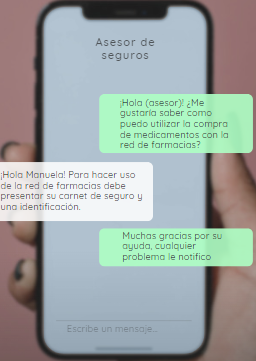 Asesor de
seguros
¡Hola (asesor)! ¿Me
gustaría saber como
puedo utilizar la compra
de medicamentos con la
red de farmacias?
¡Hola Manuela! Para hacer uso
de la red de farmacias debe
presentar su carnet de seguro y
una identificación.
Muchas gracias por su
ayuda, cualquier
problema le notifico
Escribe un mensaje...